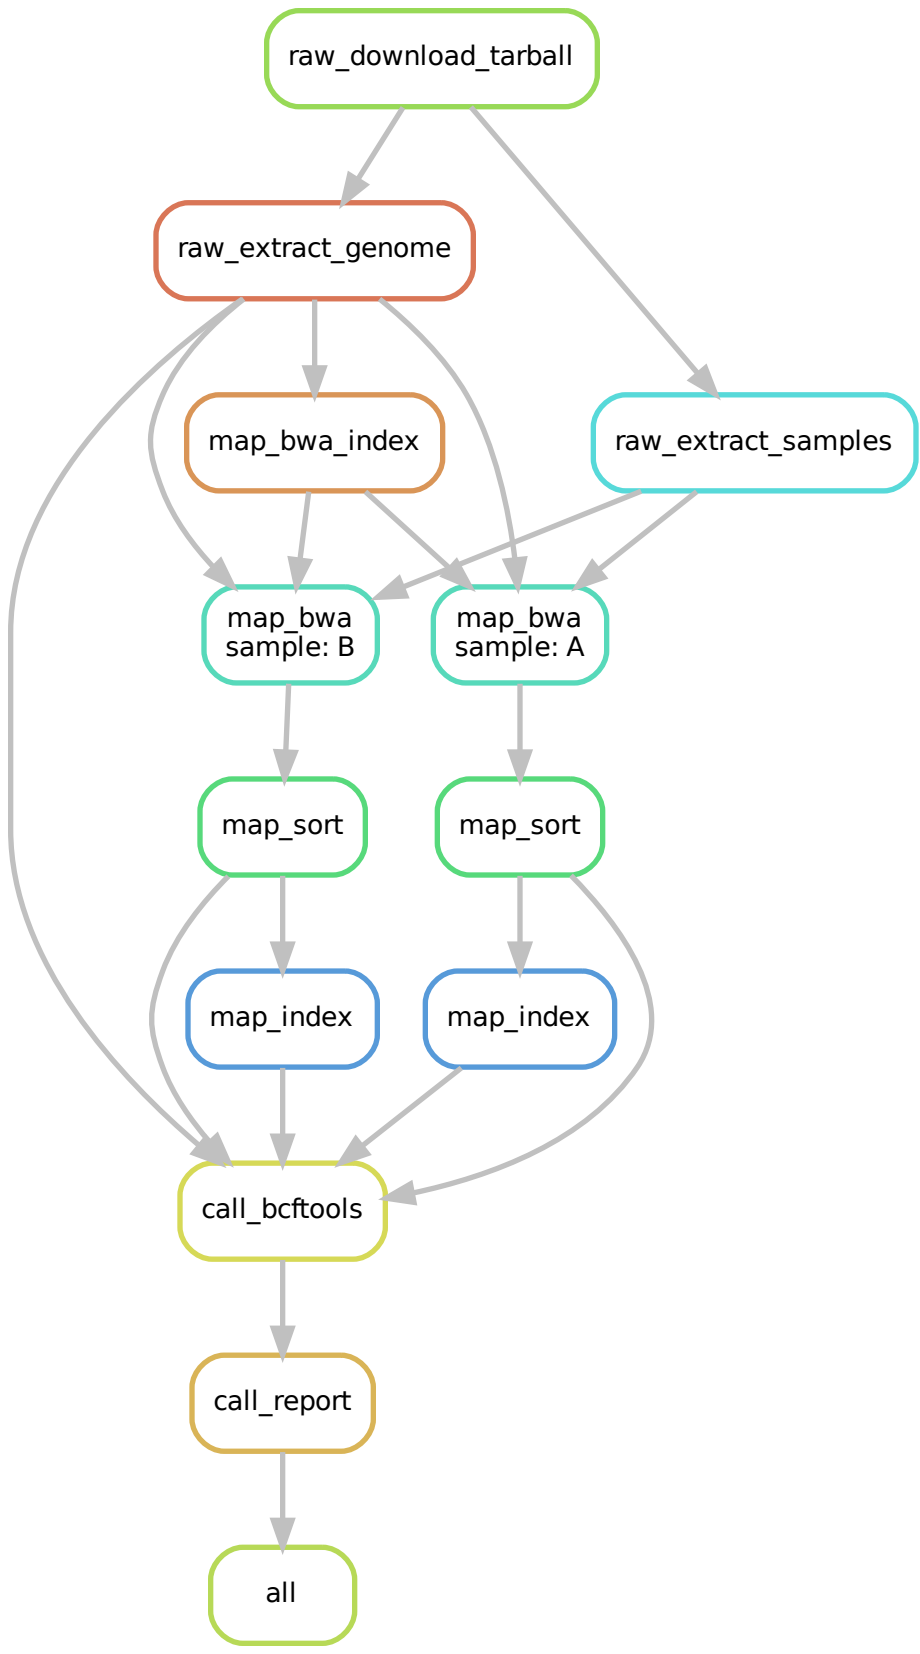 raw_download_tarball
raw_extract_genome
map_bwa_index
raw_extract_samples
map_bwa
sample: B
map_bwa
sample: A
map_sort
map_sort
map_index
map_index
call_bcftools
call_report
all